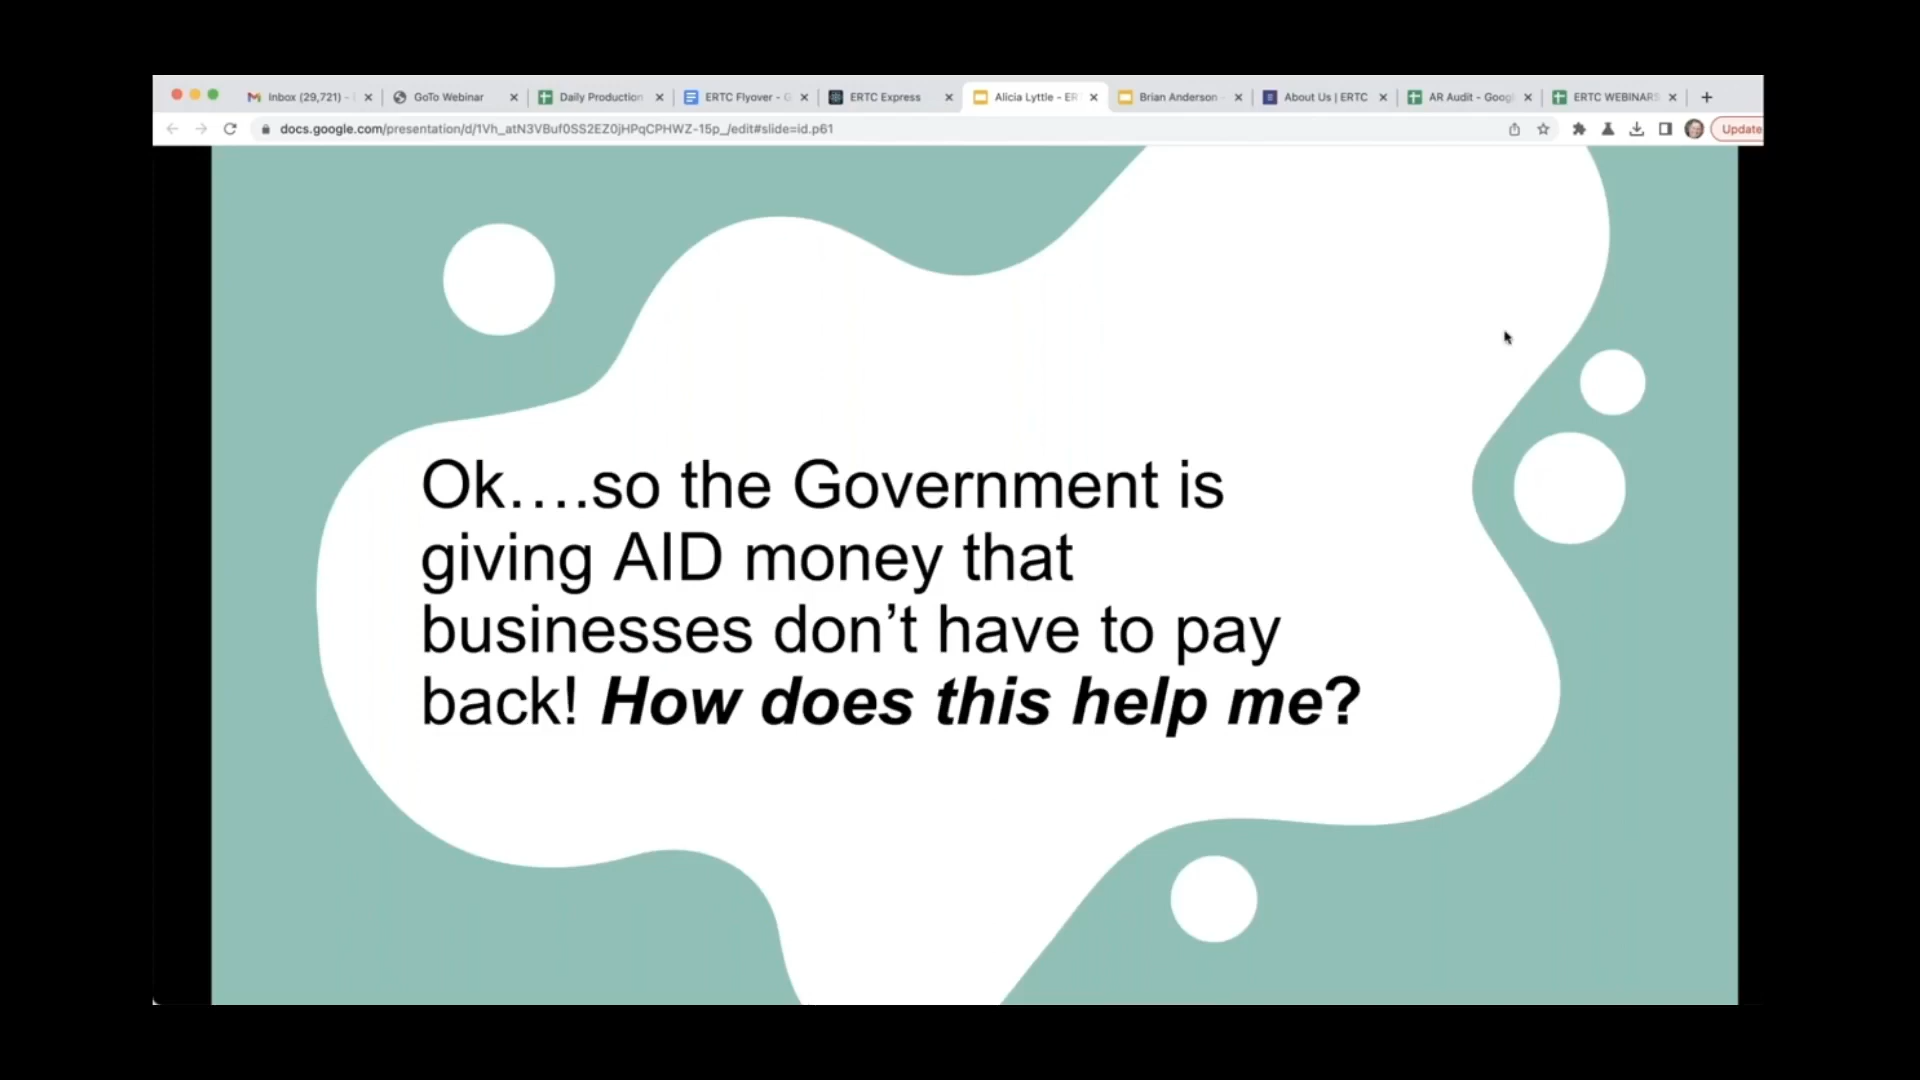 Inbox (29,721) -
GoTo Webinar
Daily Production
ERTC Flyover - G
ERTC Express
Alicia Lyttle - ER
Brian Anderson -
About Us | ERTC
AR Audit - Googl
ERTC WEBINARS
docs.google.com/presentation/d/1Vh_atN3VBuf0SS2EZ0jHPqCPHWZ-15p_/edit#slide=id.p61
Update
Ok….so the Government is
giving AID money that
businesses don’t have to pay
back! How does this help me?